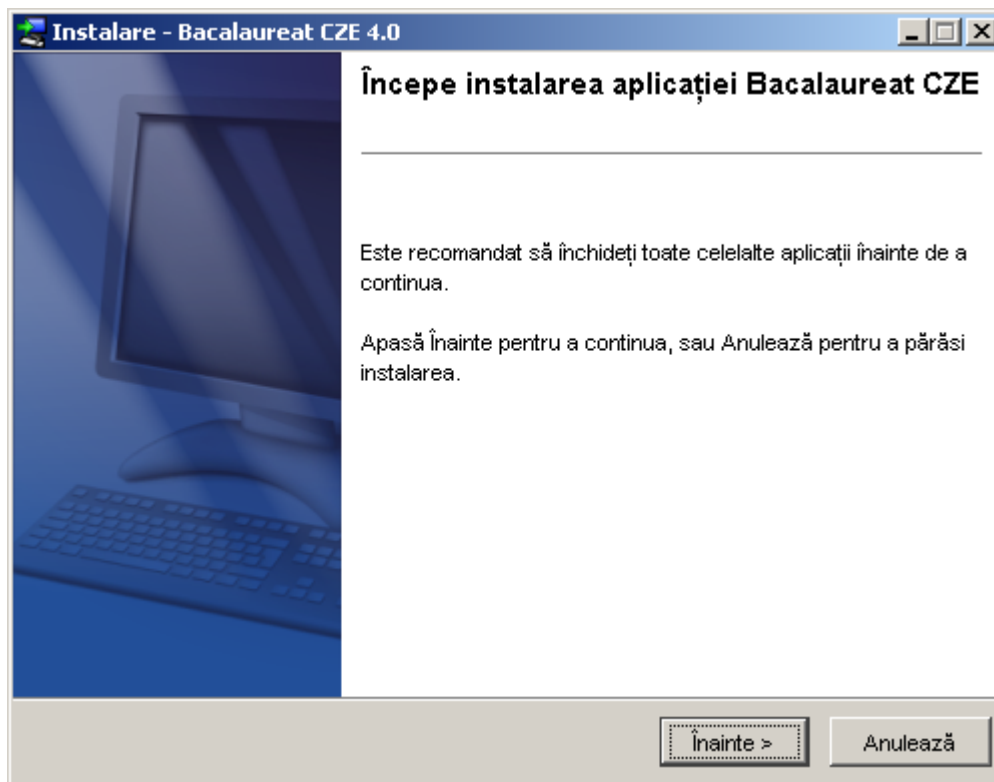 Instalare - Bacalaureat CZE 4.0
Începe instalarea aplicației Bacalaureat CZE
Este recomandat să închideți toate celelalte aplicații înainte de a
continua.
Apasă Înainte pentru a continua, sau Anulează pentru a părăsi
instalarea.
Înainte >
Anulează